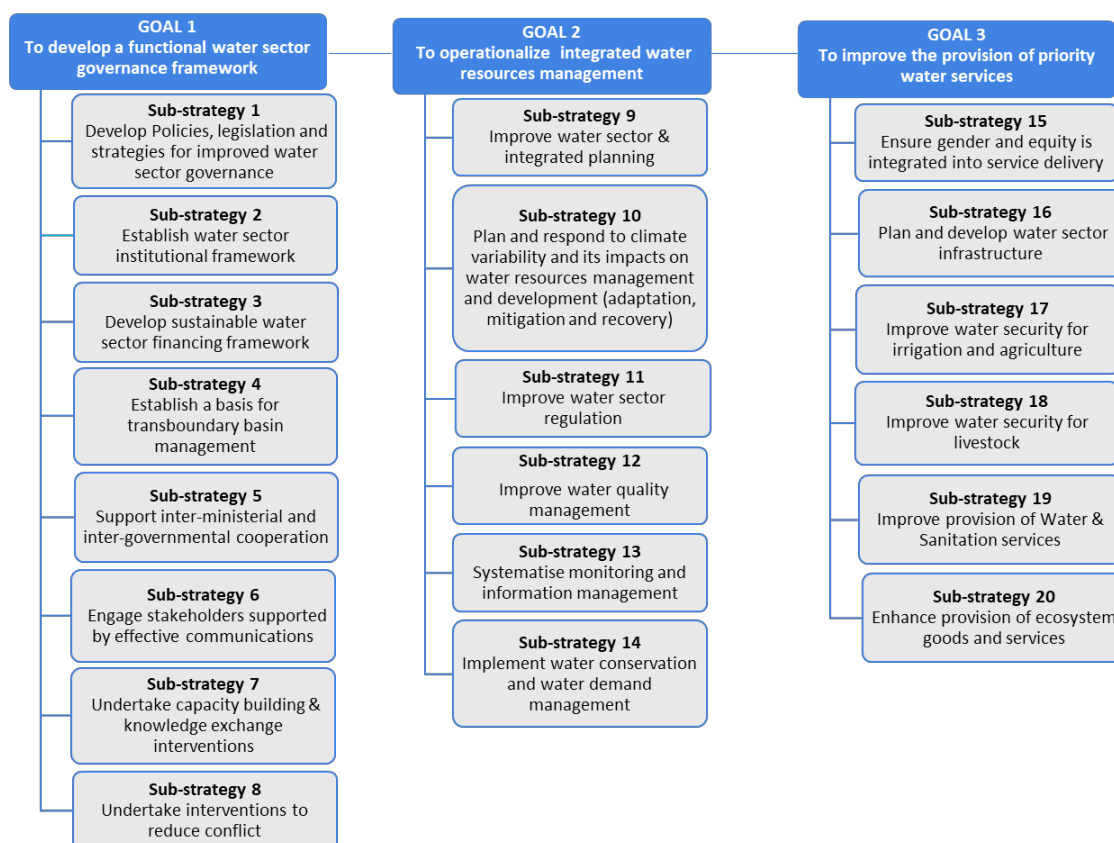 GOAL 1
To develop a functional water sector
governance framework
Sub-strategy 1
Develop Policies, legislation and
strategies for improved water
sector governance
Sub-strategy 2
Establish water sector
institutional framework
Sub-strategy 3
Develop sustainable water
sector financing framework
Sub-strategy 4
Establish a basis for
transboundary basin
management
Sub-strategy 5
Support inter-ministerial and
inter-governmental cooperation
Sub-strategy 6
Engage stakeholders supported
by effective communications
Sub-strategy 7
Undertake capacity building &
knowledge exchange
interventions
Sub-strategy 8
Undertake interventions to
reduce conflict
GOAL 2
To operationalize integrated water
resources management
Sub-strategy 9
Improve water sector &
integrated planning
Sub-strategy 10
Plan and respond to climate
variability and its impacts on
water resources management
and development (adaptation,
mitigation and recovery)
Sub-strategy 11
Improve water sector
regulation
Sub-strategy 12
Improve water quality
management
Sub-strategy 13
Systematise monitoring and
information management
Sub-strategy 14
Implement water conservation
and water demand
management
GOAL 3
To improve the provision of priority
water services
Sub-strategy 15
Ensure gender and equity is
integrated into service delivery
Sub-strategy 16
Plan and develop water sector
infrastructure
Sub-strategy 17
Improve water security for
irrigation and agriculture
Sub-strategy 18
Improve water security for
livestock
Sub-strategy 19
Improve provision of Water &
Sanitation services
Sub-strategy 20
Enhance provision of ecosystem
goods and services